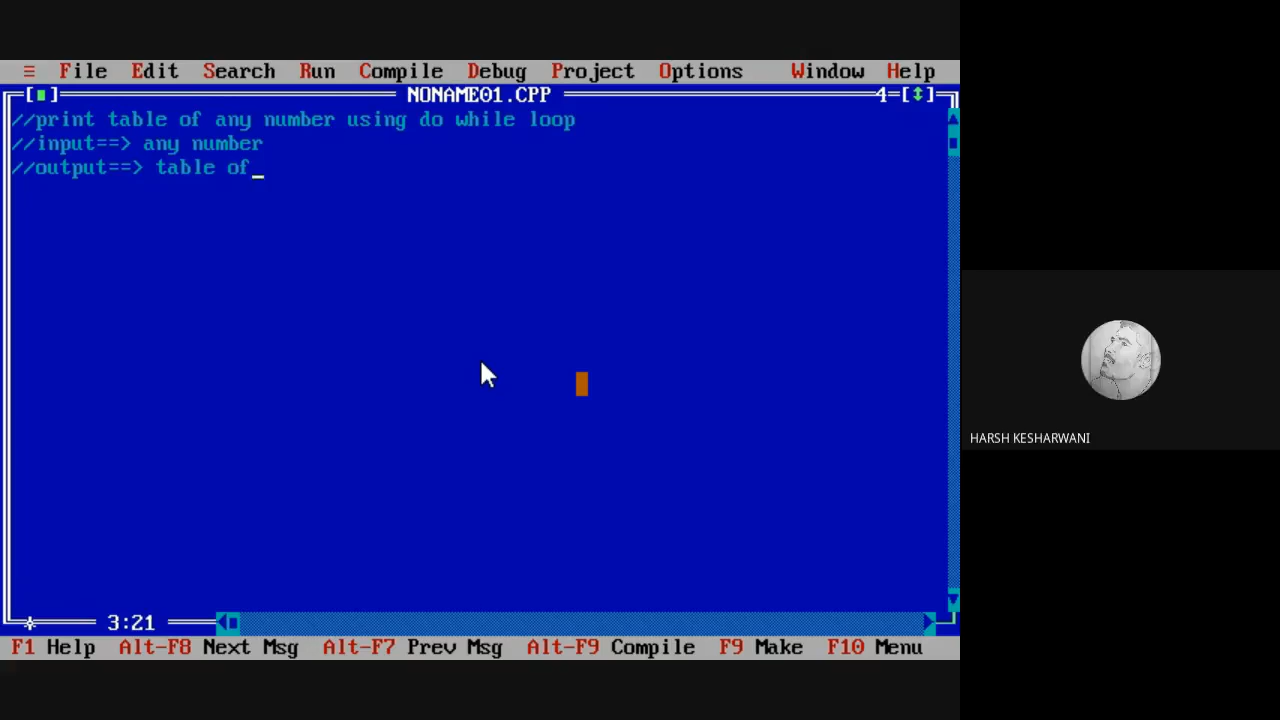 ≡ File Edit Search Run Compile Debug Project Options Window Help
[■] NONAME01.CPP 4=[↕]
//print table of any number using do while loop
//input==> any number
//output==> table of_
HARSH KESHARWANI
3:21
F1 Help Alt-F8 Next Msg Alt-F7 Prev Msg Alt-F9 Compile F9 Make F10 Menu